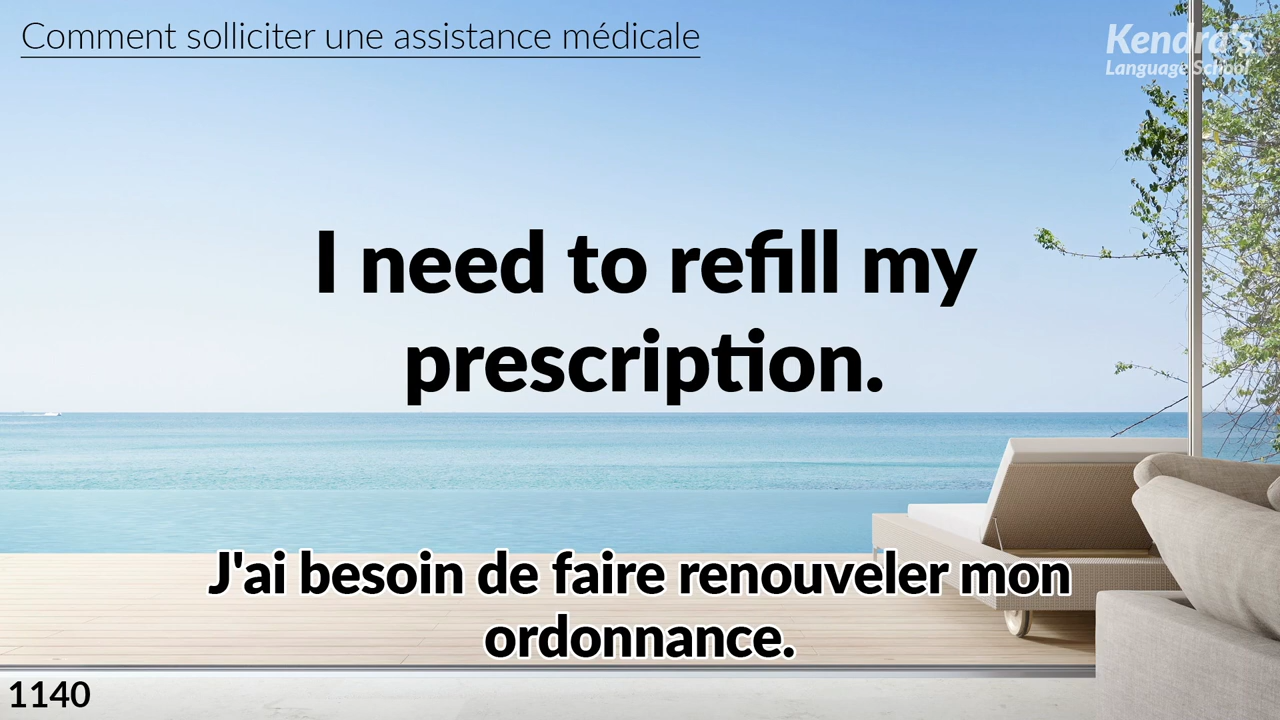 Comment solliciter une assistance médicale
Kendra's
Language School
I need to refill my
prescription.
J'ai besoin de faire renouveler mon
ordonnance.
1140